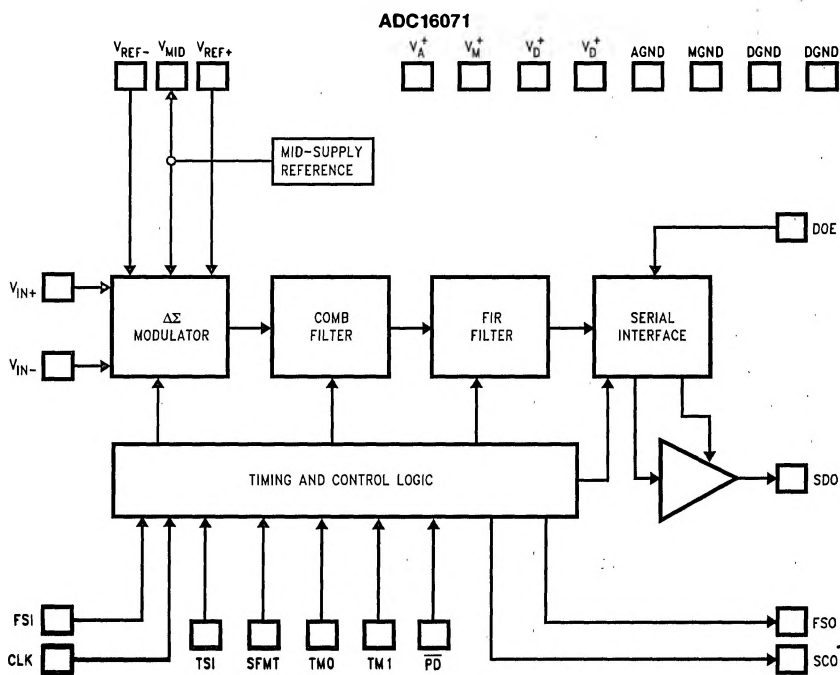 ADC16071
VREF- VMID VREF+ VA+ VM+ VD+ VD+ AGND MGND DGND DGND
MID-SUPPLY
REFERENCE
DOE
VIN+
ΔΣ
MODULATOR
COMB
FILTER
FIR
FILTER
SERIAL
INTERFACE
VIN-
TIMING AND CONTROL LOGIC
SDO
FSI
FSO
CLK
TSI SFMT TM0 TM1 P̅D̅
SCO